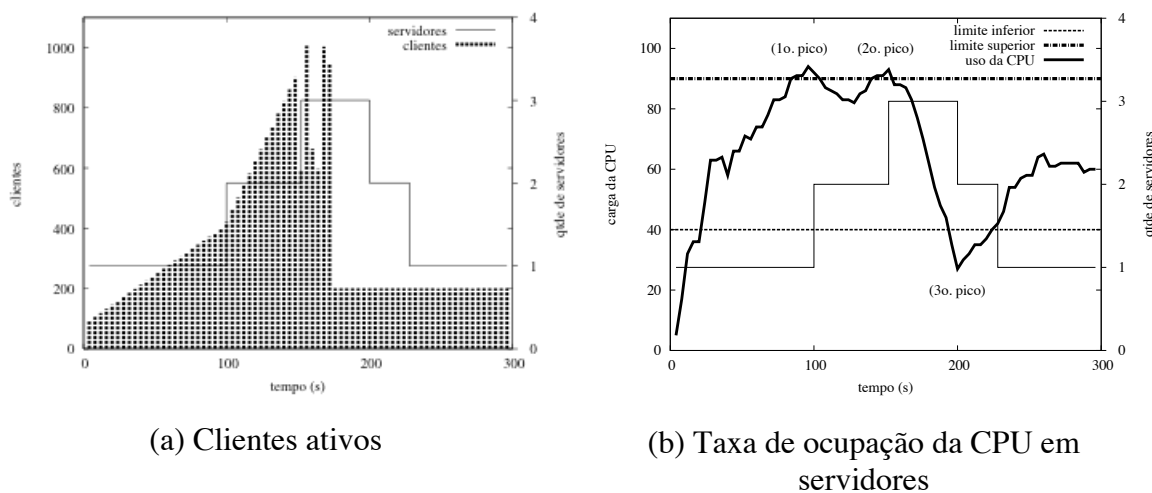 servidores
clientes
1000
800
600
400
200
0
4
3
2
1
0
clientes
qtde de servidores
0
100
200
300
tempo (s)
(a) Clientes ativos
limite inferior
limite superior
uso da CPU
(1o. pico)
(2o. pico)
(3o. pico)
100
80
60
40
20
0
4
3
2
1
0
carga da CPU
qtde de servidores
0
100
200
300
tempo (s)
(b) Taxa de ocupação da CPU em
servidores